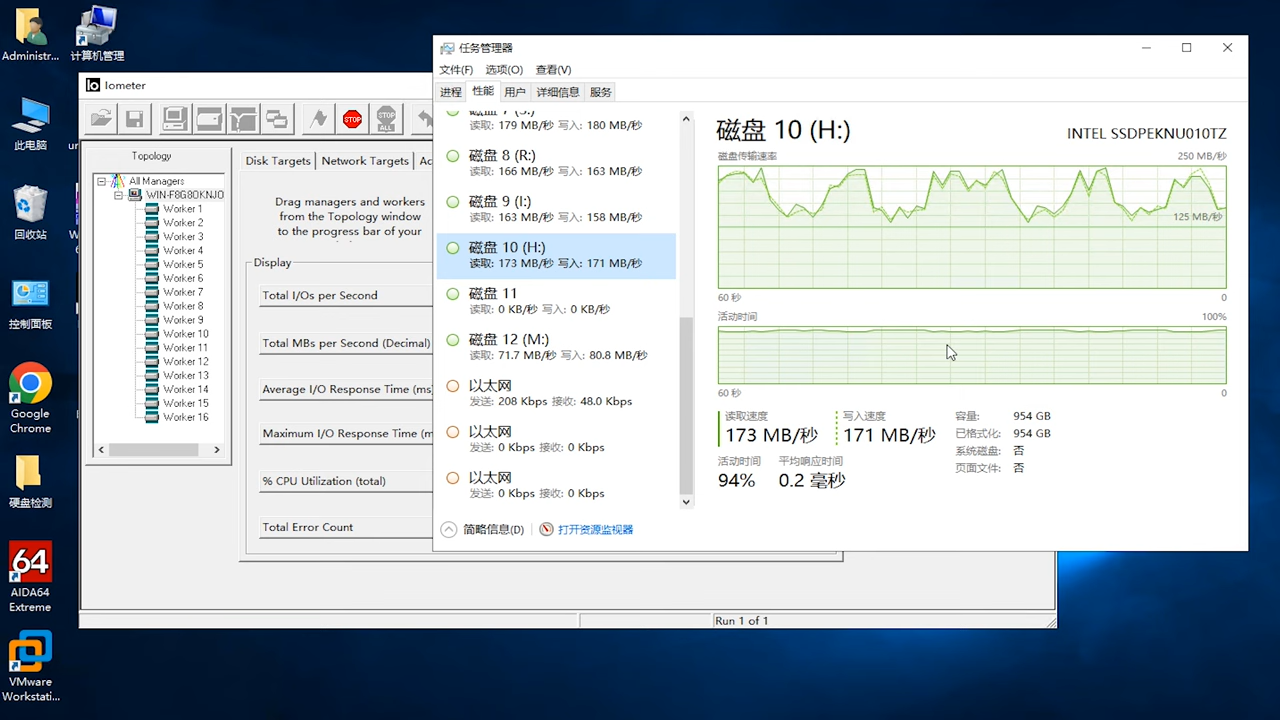 Administr...
计算机管理
此电脑
回收站
控制面板
Google
Chrome
硬盘检测
64
AIDA64
Extreme
VMware
Workstati...
Iometer
STOP
STOP
ALL
Topology
All Managers
WIN-F8G80KNJ0
Worker 1
Worker 2
Worker 3
Worker 4
Worker 5
Worker 6
Worker 7
Worker 8
Worker 9
Worker 10
Worker 11
Worker 12
Worker 13
Worker 14
Worker 15
Worker 16
Disk Targets
Network Targets
Drag managers and workers
from the Topology window
to the progress bar of your
Display
Total I/Os per Second
Total MBs per Second (Decimal)
Average I/O Response Time (ms
Maximum I/O Response Time (m
% CPU Utilization (total)
Total Error Count
Run 1 of 1
任务管理器
文件(F) 选项(O) 查看(V)
进程 性能 用户 详细信息 服务
读取: 179 MB/秒 写入: 180 MB/秒
磁盘 8 (R:)
读取: 166 MB/秒 写入: 163 MB/秒
磁盘 9 (I:)
读取: 163 MB/秒 写入: 158 MB/秒
磁盘 10 (H:)
读取: 173 MB/秒 写入: 171 MB/秒
磁盘 11
读取: 0 KB/秒 写入: 0 KB/秒
磁盘 12 (M:)
读取: 71.7 MB/秒 写入: 80.8 MB/秒
以太网
发送: 208 Kbps 接收: 48.0 Kbps
以太网
发送: 0 Kbps 接收: 0 Kbps
以太网
发送: 0 Kbps 接收: 0 Kbps
简略信息(D)
打开资源监视器
磁盘 10 (H:)
INTEL SSDPEKNU010TZ
磁盘传输速率
250 MB/秒
125 MB/秒
60 秒
0
活动时间
100%
60 秒
0
读取速度
173 MB/秒
写入速度
171 MB/秒
活动时间
94%
平均响应时间
0.2 毫秒
容量: 954 GB
已格式化: 954 GB
系统磁盘: 否
页面文件: 否